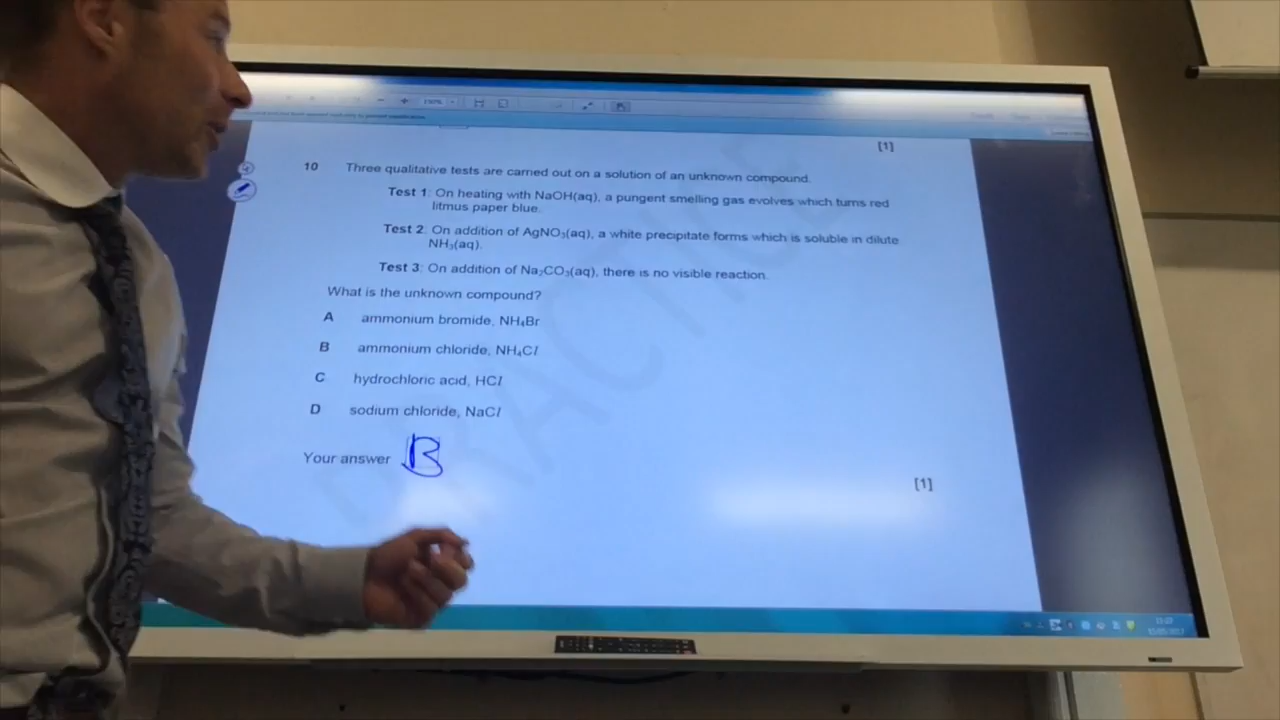 100%
[1]
10 Three qualitative tests are carried out on a solution of an unknown compound.
Test 1: On heating with NaOH(aq), a pungent smelling gas evolves which turns red
litmus paper blue.
Test 2: On addition of AgNO₃(aq), a white precipitate forms which is soluble in dilute
NH₃(aq).
Test 3: On addition of Na₂CO₃(aq), there is no visible reaction.
What is the unknown compound?
A ammonium bromide, NH₄Br
B ammonium chloride, NH₄Cl
C hydrochloric acid, HCl
D sodium chloride, NaCl
Your answer B
[1]
PRACTICE